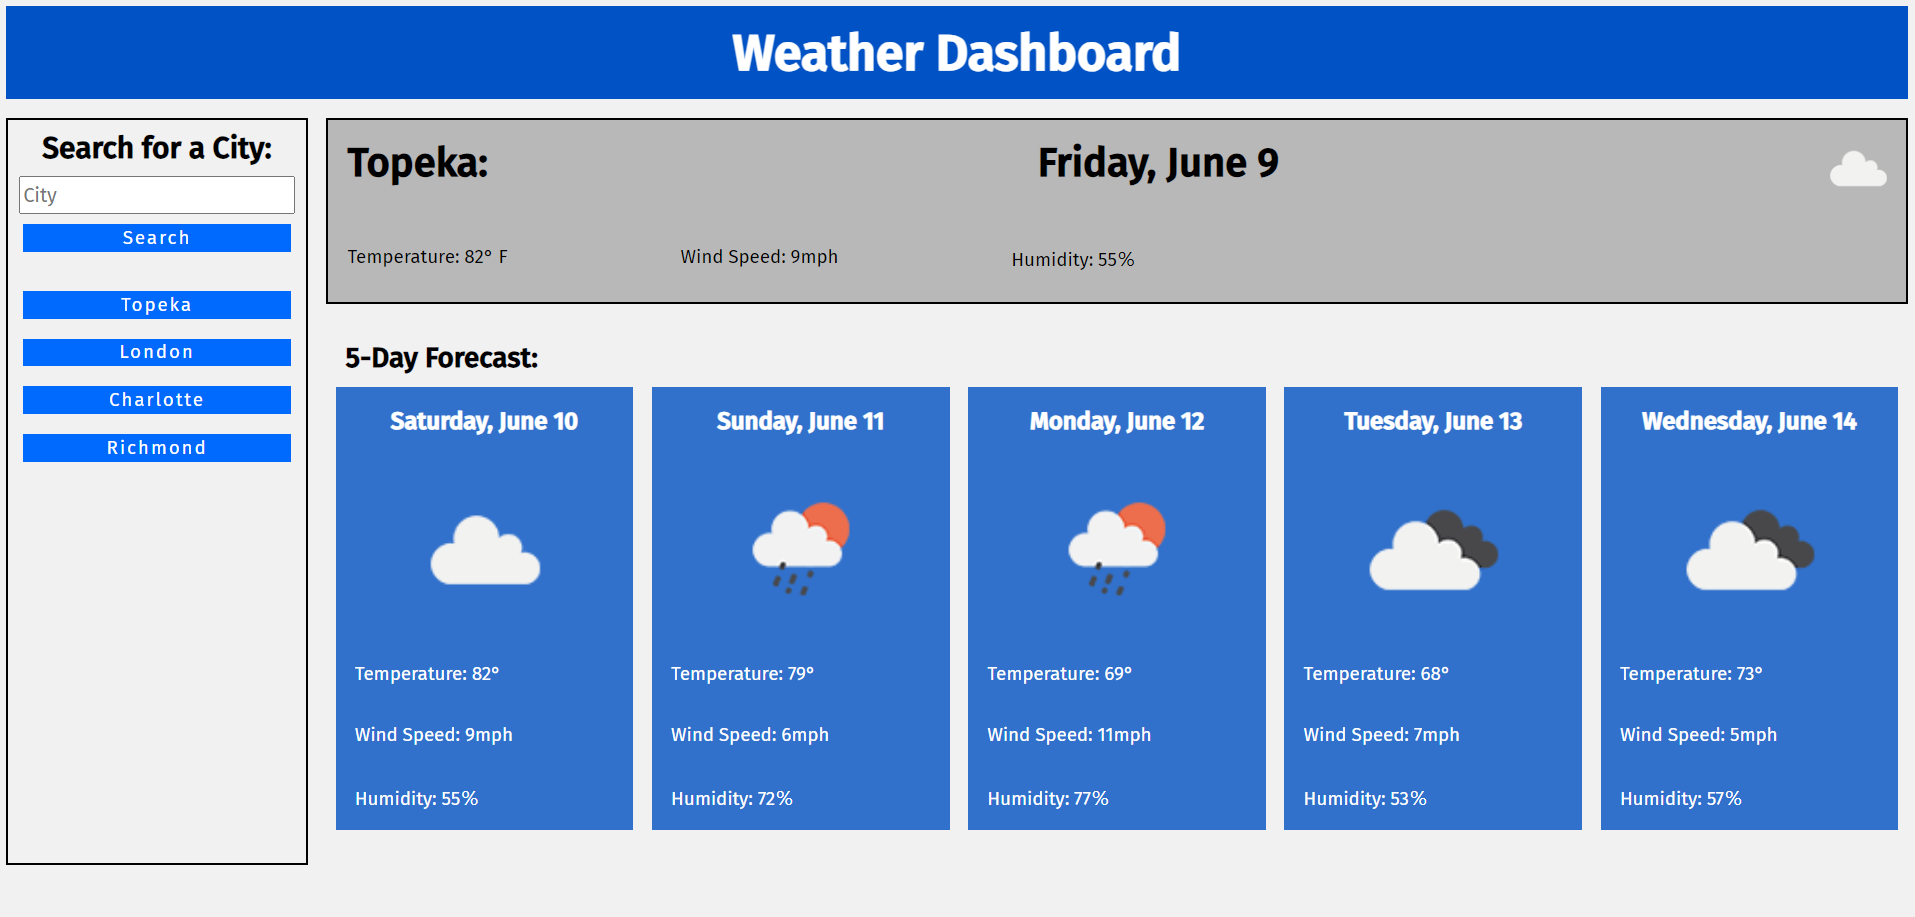 Weather Dashboard
Search for a City:
City
Search
Topeka
London
Charlotte
Richmond
Topeka:
Friday, June 9
Temperature: 82° F
Wind Speed: 9mph
Humidity: 55%
5-Day Forecast:
Saturday, June 10
Temperature: 82°
Wind Speed: 9mph
Humidity: 55%
Sunday, June 11
Temperature: 79°
Wind Speed: 6mph
Humidity: 72%
Monday, June 12
Temperature: 69°
Wind Speed: 11mph
Humidity: 77%
Tuesday, June 13
Temperature: 68°
Wind Speed: 7mph
Humidity: 53%
Wednesday, June 14
Temperature: 73°
Wind Speed: 5mph
Humidity: 57%